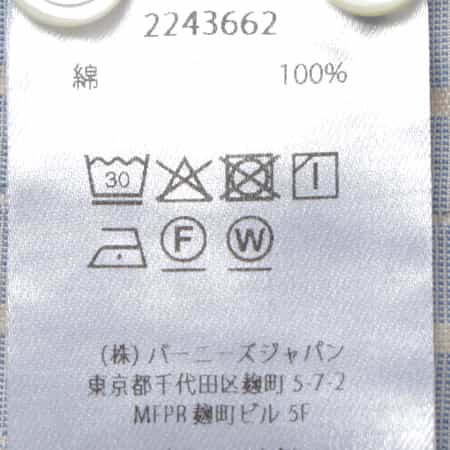 2243662
綿 100%
30
F W
(株) バーニーズジャパン
東京都千代田区麹町 5-7-2
MFPR 麹町ビル 5F